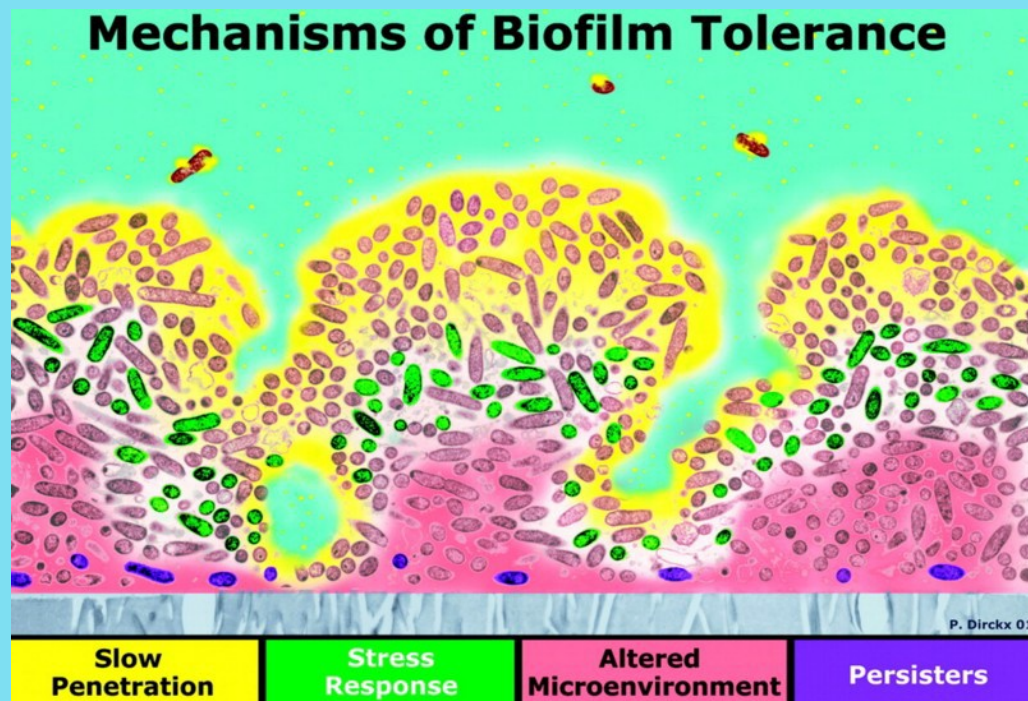 Mechanisms of Biofilm Tolerance
P. Dirckx
Slow
Penetration
Stress
Response
Altered
Microenvironment
Persisters